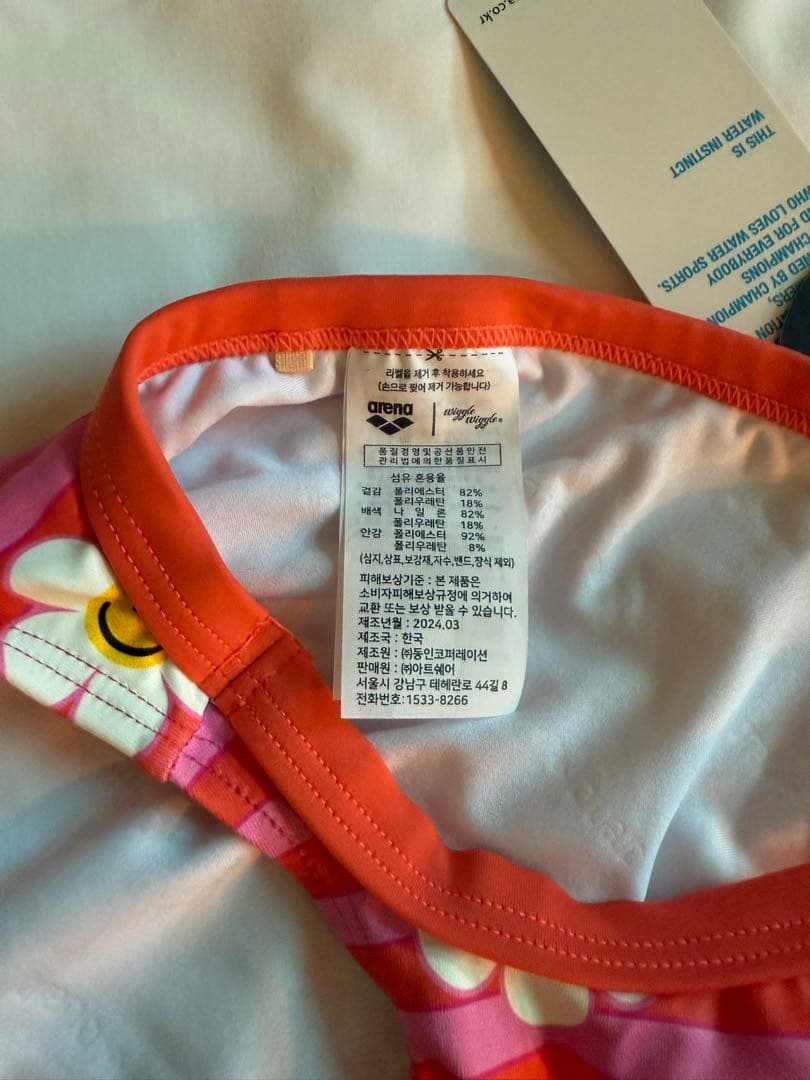 a.co.kr
THIS IS
WATER INSTINCT
WHO LOVES WATER SPORTS
FOR EVERYBODY
CHAMPIONS
BY CHAMPION
리벨을 제거 후 착용하세요
(손으로 찢어 제거 가능합니다)
arena wiggle wiggle®
품질경영및공산품안전
관리법에의한품질표시
섬유 혼용율
겉감 폴리에스터 82%
폴리우레탄 18%
배색 나 일 론 82%
폴리우레탄 18%
안감 폴리에스터 92%
폴리우레탄 8%
(심지,상표,보강재,자수,밴드,장식 제외)
피해보상기준 : 본 제품은
소비자피해보상규정에 의거하여
교환 또는 보상 받을 수 있습니다.
제조년월 : 2024.03
제조국 : 한국
제조원 : ㈜동인코퍼레이션
판매원 : ㈜아트쉐어
서울시 강남구 테헤란로 44길 8
전화번호:1533-8266
arena